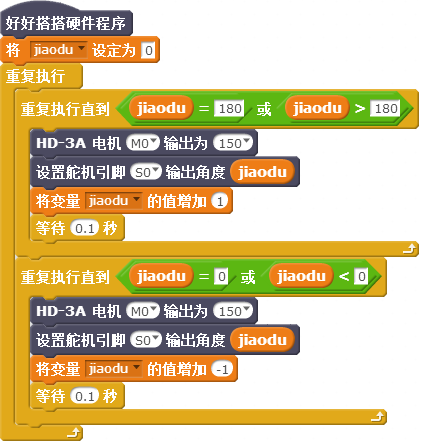 好好搭搭硬件程序
将 jiaodu 设定为 0
重复执行
重复执行直到 jiaodu = 180 或 jiaodu > 180
HD-3A 电机 M0 输出为 150
设置舵机引脚 S0 输出角度 jiaodu
将变量 jiaodu 的值增加 1
等待 0.1 秒
重复执行直到 jiaodu = 0 或 jiaodu < 0
HD-3A 电机 M0 输出为 150
设置舵机引脚 S0 输出角度 jiaodu
将变量 jiaodu 的值增加 -1
等待 0.1 秒